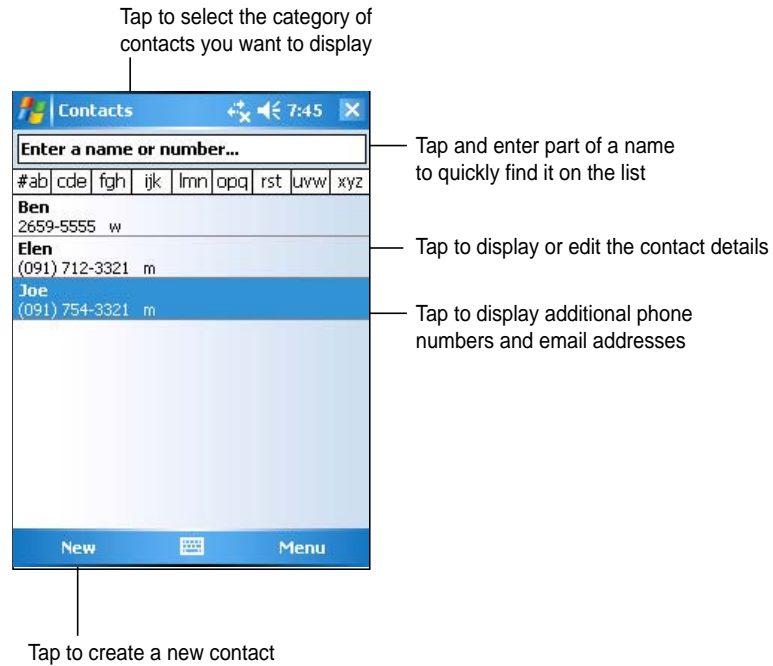 Tap to select the category of
contacts you want to display
Contacts 7:45
Enter a name or number...
#ab cde fgh ijk lmn opq rst uvw xyz
Ben
2659-5555 w
Elen
(091) 712-3321 m
Joe
(091) 754-3321 m
New Menu
Tap and enter part of a name
to quickly find it on the list
Tap to display or edit the contact details
Tap to display additional phone
numbers and email addresses
Tap to create a new contact